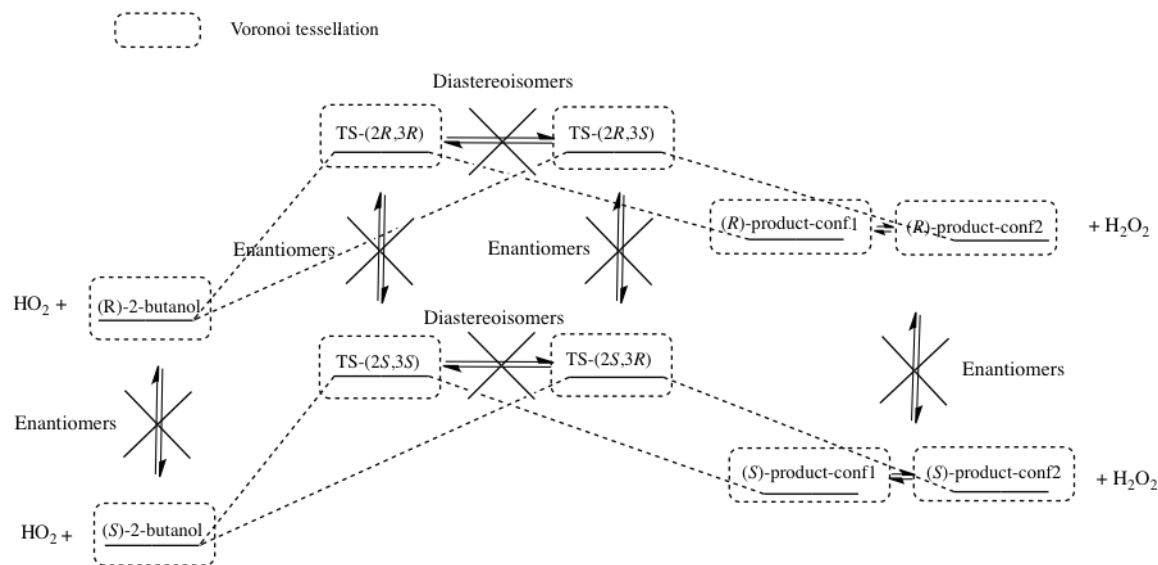 Voronoi tessellation
Diastereoisomers
TS-(2R,3R)
TS-(2R,3S)
(R)-product-conf1
(R)-product-conf2
+ H₂O₂
Enantiomers
Enantiomers
HO₂ +
(R)-2-butanol
Diastereoisomers
TS-(2S,3S)
TS-(2S,3R)
Enantiomers
Enantiomers
(S)-product-conf1
(S)-product-conf2
+ H₂O₂
HO₂ +
(S)-2-butanol